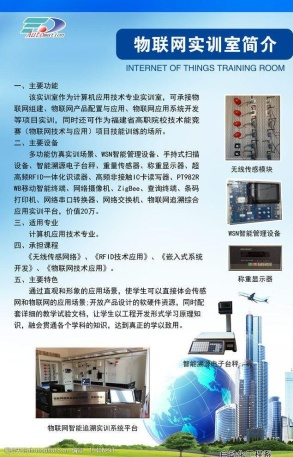 物联网实训室简介
INTERNET OF THINGS TRAINING ROOM
一、主要功能
该实训室作为计算机应用技术专业实训室，可承接物
联网组建、物联网产品配置与应用、物联网应用系统开发
等项目实训，同时还可作为福建省高职院校技术技能竞
赛（物联网技术与应用）项目技能训练的场所。
二、主要设备
多功能仿真实训场景、WSN智能管理设备、手持式扫描
设备、智能溯源电子台秤、重量传感器、称重显示器、超
高频RFID一体化识读器、高频非接触IC卡读写器、PT982R
WB移动智能终端、网络摄像机、ZigBee、查询终端、条码
打印机、网络串口转换器、网络交换机、物联网追溯综合
应用实训平台，价值20万。
三、适用专业
计算机应用技术专业。
四、承担课程
《无线传感网络》、《RFID技术应用》、《嵌入式系统
开发》、《物联网技术应用》。
五、主要特色
通过直观和形象的应用场景，使学生可以直接体会传感
网和物联网的应用场景；开放产品设计的软硬件资源，同时配
套详细的教学试验文档，让学生以工程开发形式学习原理知
识，融会贯通各个学科的知识，达到真正的学以致用。
无线传感模块
WSN智能管理设备
称重显示器
智能溯源电子台秤
物联网智能追溯实训系统平台